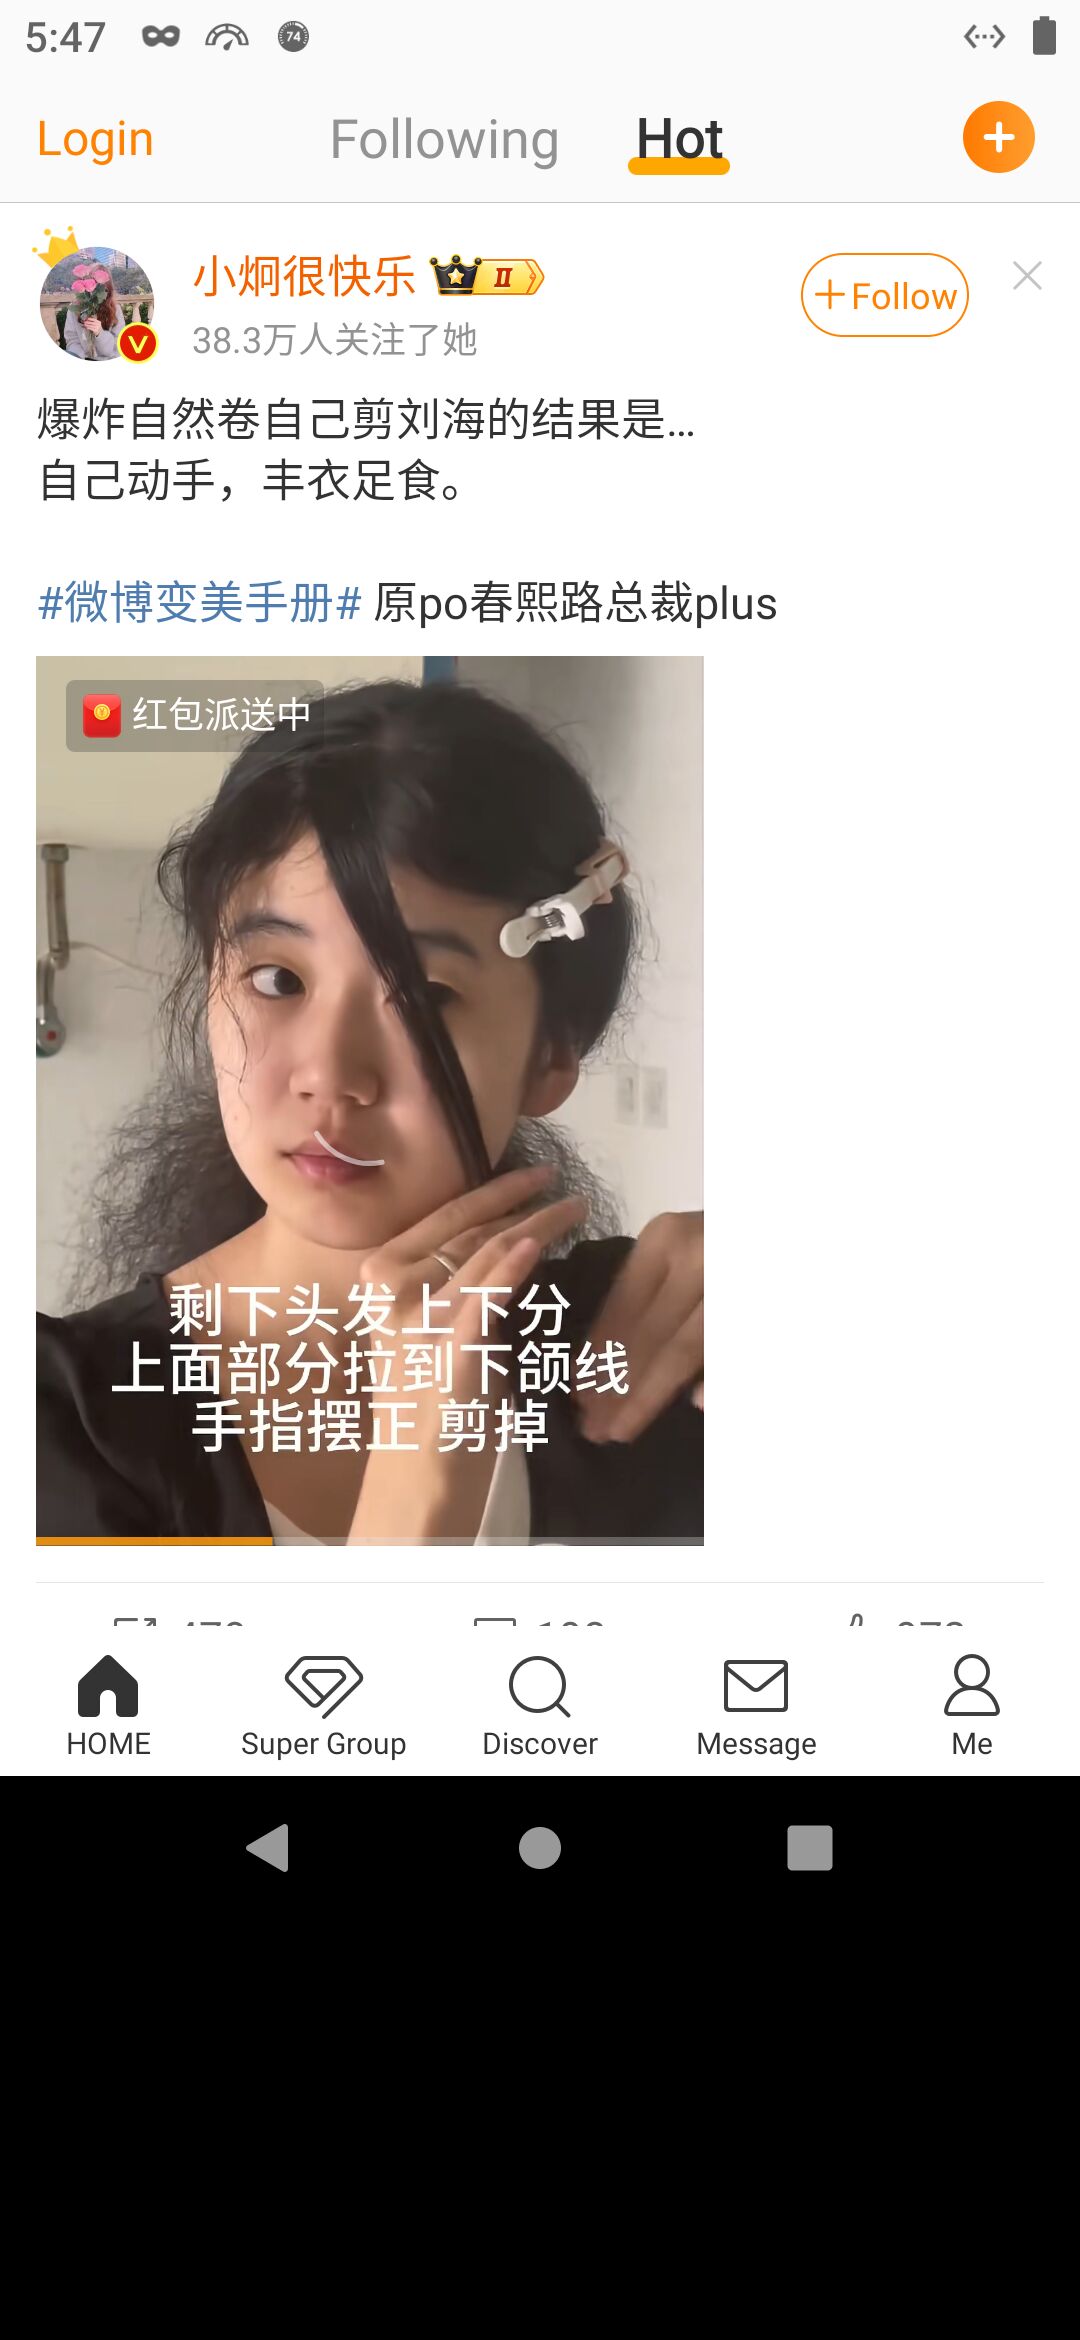 5:47
74
Login
Following
Hot
小炯很快乐
II
Follow
38.3万人关注了她
爆炸自然卷自己剪刘海的结果是...
自己动手，丰衣足食。
#微博变美手册# 原po春熙路总裁plus
红包派送中
剩下头发上下分
上面部分拉到下颌线
手指摆正 剪掉
HOME
Super Group
Discover
Message
Me